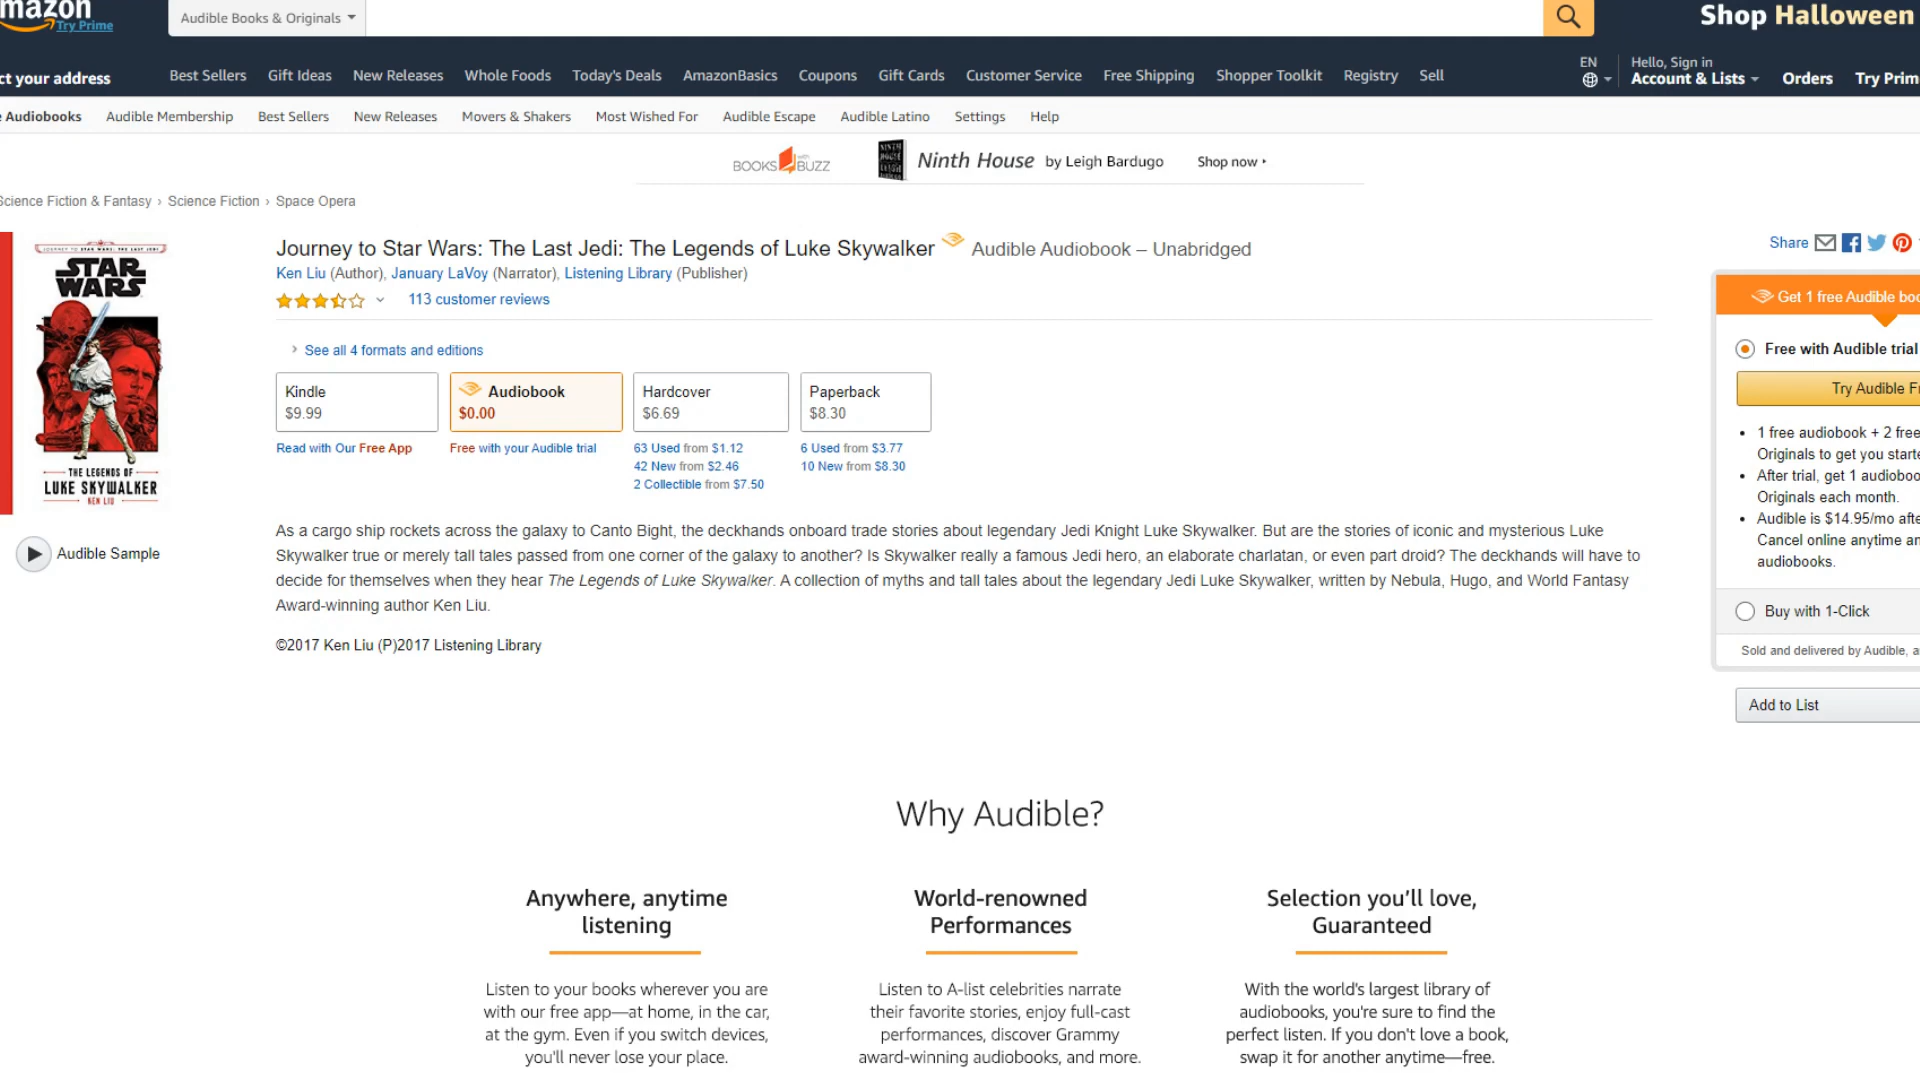 mazon
Try Prime
Audible Books & Originals
Shop Halloween
ct your address
Best Sellers Gift Ideas New Releases Whole Foods Today's Deals AmazonBasics Coupons Gift Cards Customer Service Free Shipping Shopper Toolkit Registry Sell
EN
Hello, Sign in
Account & Lists Orders Try Prim
Audiobooks Audible Membership Best Sellers New Releases Movers & Shakers Most Wished For Audible Escape Audible Latino Settings Help
BOOKS with BUZZ
NINTH HOUSE
Ninth House by Leigh Bardugo Shop now
Science Fiction & Fantasy › Science Fiction › Space Opera
JOURNEY TO STAR WARS: THE LAST JEDI
STAR WARS
THE LEGENDS OF
LUKE SKYWALKER
KEN LIU
Audible Sample
Journey to Star Wars: The Last Jedi: The Legends of Luke Skywalker Audible Audiobook – Unabridged
Ken Liu (Author), January LaVoy (Narrator), Listening Library (Publisher)
113 customer reviews
› See all 4 formats and editions
Kindle
$9.99
Read with Our Free App
Audiobook
$0.00
Free with your Audible trial
Hardcover
$6.69
63 Used from $1.12
42 New from $2.46
2 Collectible from $7.50
Paperback
$8.30
6 Used from $3.77
10 New from $8.30
As a cargo ship rockets across the galaxy to Canto Bight, the deckhands onboard trade stories about legendary Jedi Knight Luke Skywalker. But are the stories of iconic and mysterious Luke
Skywalker true or merely tall tales passed from one corner of the galaxy to another? Is Skywalker really a famous Jedi hero, an elaborate charlatan, or even part droid? The deckhands will have to
decide for themselves when they hear The Legends of Luke Skywalker. A collection of myths and tall tales about the legendary Jedi Luke Skywalker, written by Nebula, Hugo, and World Fantasy
Award-winning author Ken Liu.
©2017 Ken Liu (P)2017 Listening Library
Share
Get 1 free Audible boo
Free with Audible trial
Try Audible Fr
• 1 free audiobook + 2 free
Originals to get you starte
• After trial, get 1 audioboo
Originals each month.
• Audible is $14.95/mo afte
Cancel online anytime an
audiobooks.
Buy with 1-Click
Sold and delivered by Audible, a
Add to List
Why Audible?
Anywhere, anytime
listening
Listen to your books wherever you are
with our free app—at home, in the car,
at the gym. Even if you switch devices,
you'll never lose your place.
World-renowned
Performances
Listen to A-list celebrities narrate
their favorite stories, enjoy full-cast
performances, discover Grammy
award-winning audiobooks, and more.
Selection you'll love,
Guaranteed
With the world's largest library of
audiobooks, you're sure to find the
perfect listen. If you don't love a book,
swap it for another anytime—free.